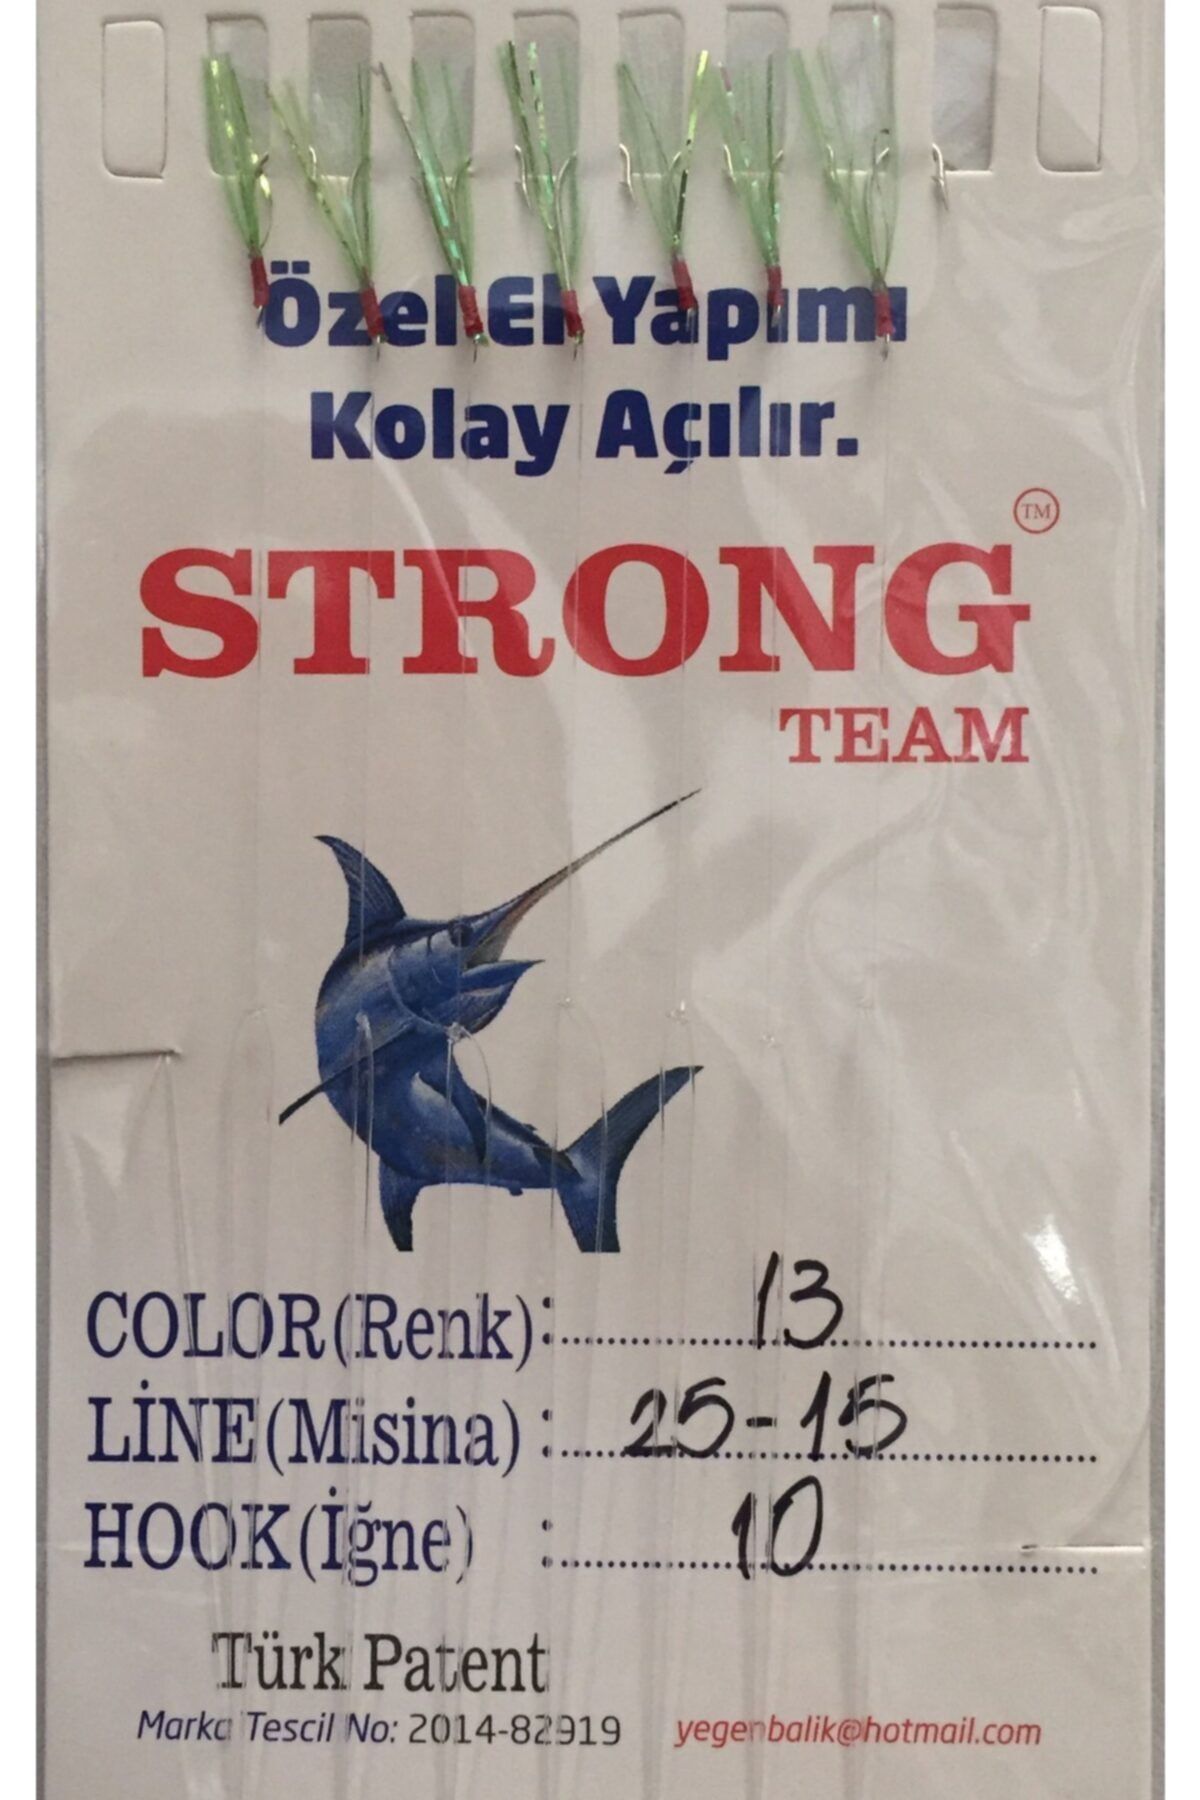 Özel El Yapımı
Kolay Açılır.
TM
STRONG
TEAM
COLOR(Renk): 13
LİNE(Misina) : 25-15
HOOK(İğne) : 10
Türk Patent
Marka Tescil No: 2014-82919 yegenbalik@hotmail.com